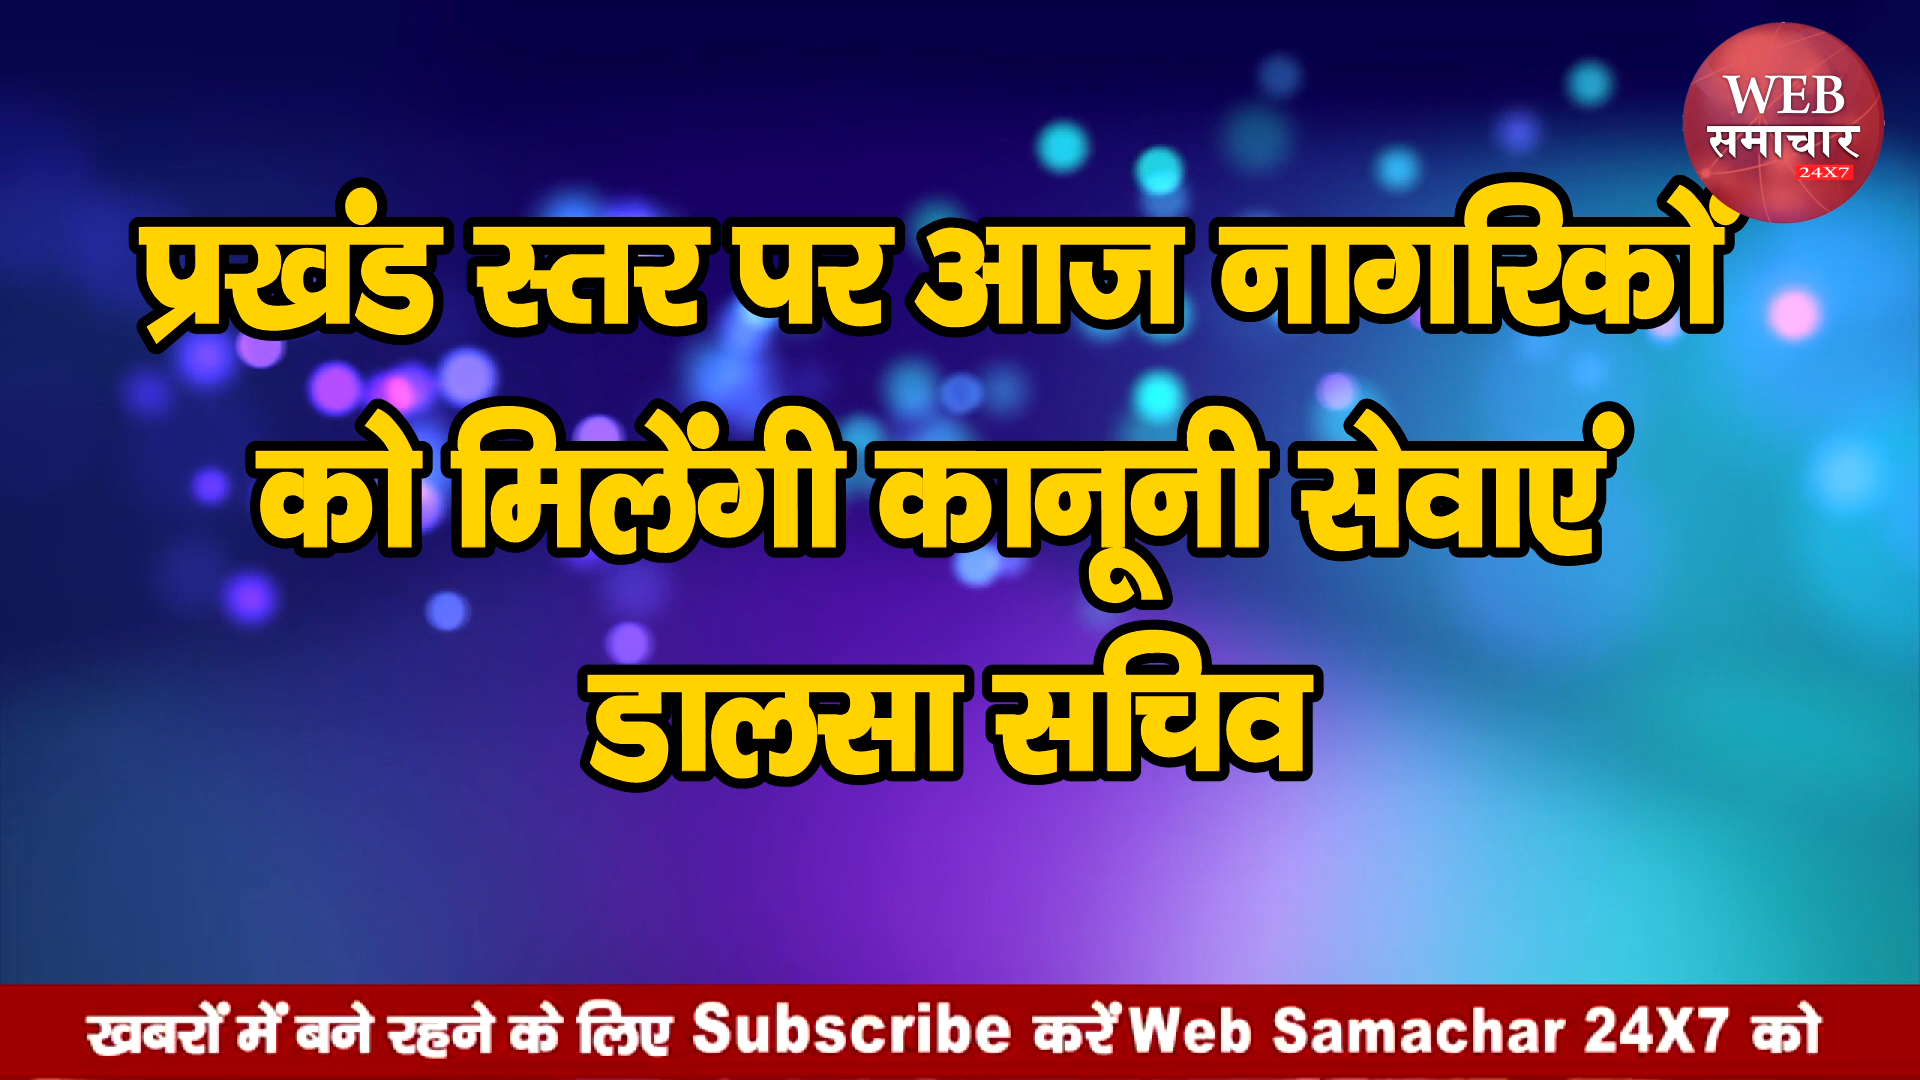 WEB
समाचार
24X7
प्रखंड स्तर पर आज नागरिकों
को मिलेंगी कानूनी सेवाएं
डालसा सचिव
खबरों में बने रहने के लिए Subscribe करें Web Samachar 24X7 को